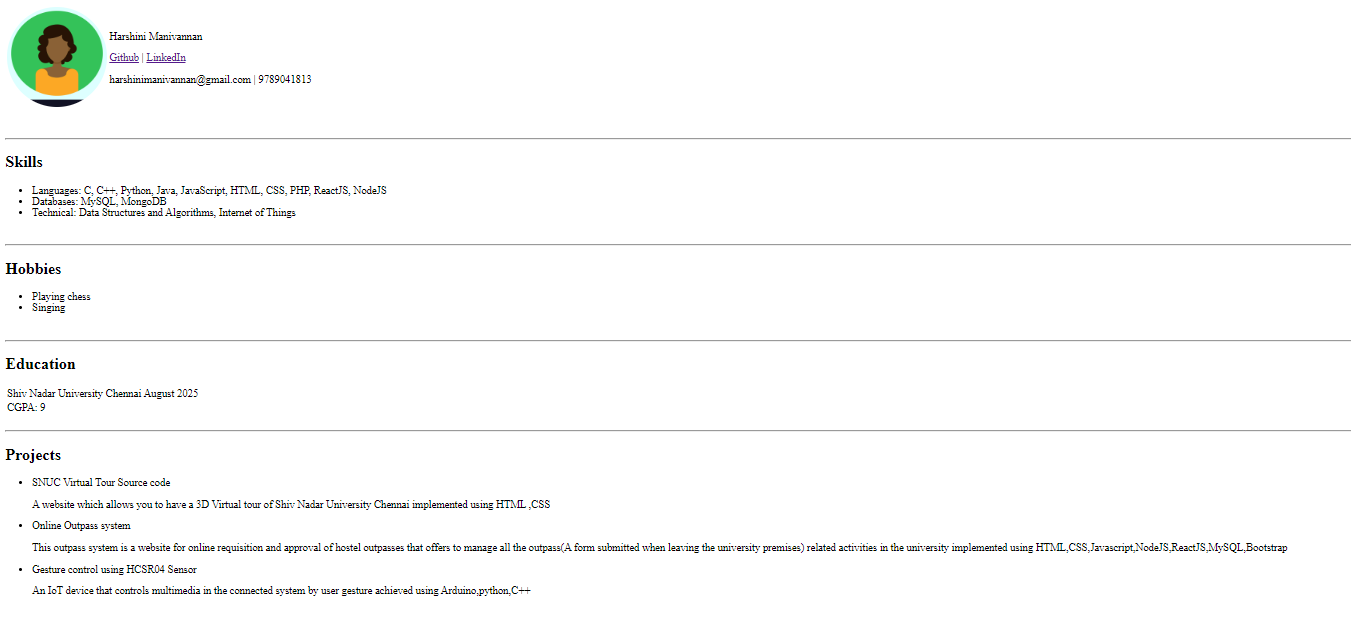 Harshini Manivannan
Github | LinkedIn
harshinimanivannan@gmail.com | 9789041813
Skills
Languages: C, C++, Python, Java, JavaScript, HTML, CSS, PHP, ReactJS, NodeJS
Databases: MySQL, MongoDB
Technical: Data Structures and Algorithms, Internet of Things
Hobbies
Playing chess
Singing
Education
Shiv Nadar University Chennai August 2025
CGPA: 9
Projects
SNUC Virtual Tour Source code
A website which allows you to have a 3D Virtual tour of Shiv Nadar University Chennai implemented using HTML ,CSS
Online Outpass system
This outpass system is a website for online requisition and approval of hostel outpasses that offers to manage all the outpass(A form submitted when leaving the university premises) related activities in the university implemented using HTML,CSS,Javascript,NodeJS,ReactJS,MySQL,Bootstrap
Gesture control using HCSR04 Sensor
An IoT device that controls multimedia in the connected system by user gesture achieved using Arduino,python,C++